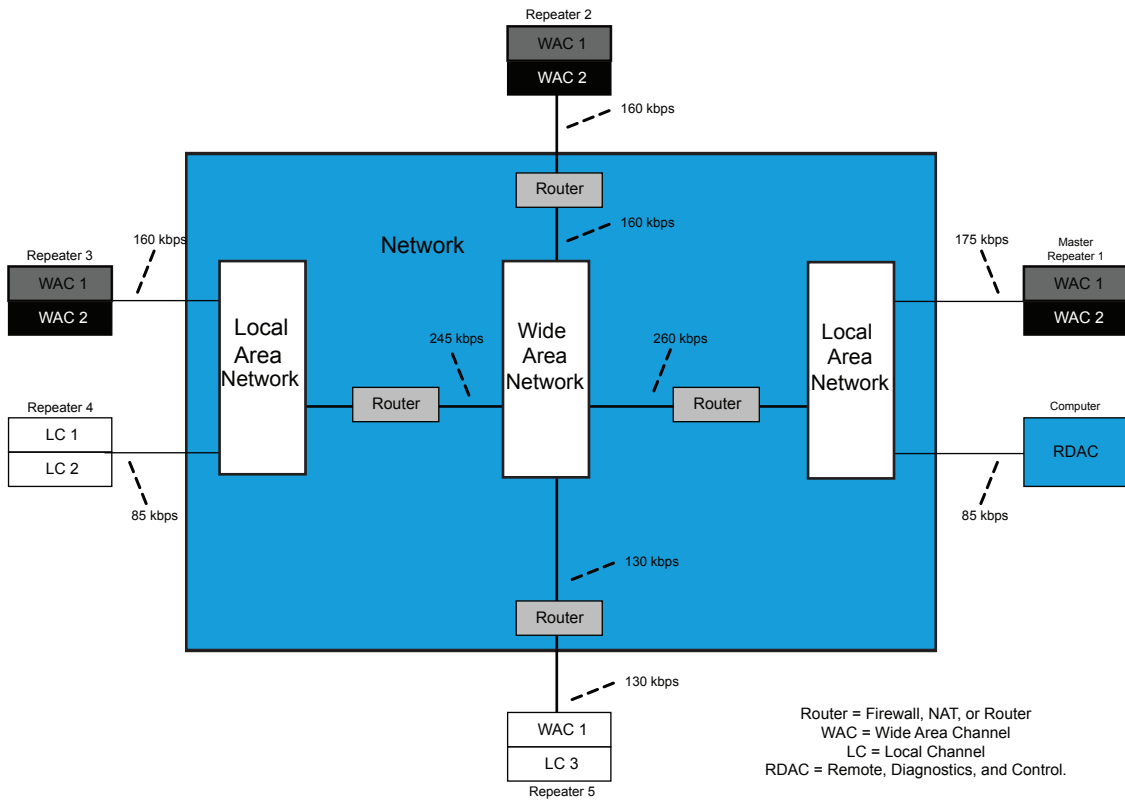 Repeater 2
WAC 1
WAC 2
160 kbps
Router
160 kbps
Network
Repeater 3
160 kbps
WAC 1
WAC 2
175 kbps
Master
Repeater 1
WAC 1
WAC 2
Local
Area
Network
Wide
Area
Network
Local
Area
Network
245 kbps
260 kbps
Router
Router
Repeater 4
LC 1
LC 2
85 kbps
Computer
RDAC
85 kbps
130 kbps
Router
130 kbps
WAC 1
LC 3
Repeater 5
Router = Firewall, NAT, or Router
WAC = Wide Area Channel
LC = Local Channel
RDAC = Remote, Diagnostics, and Control.